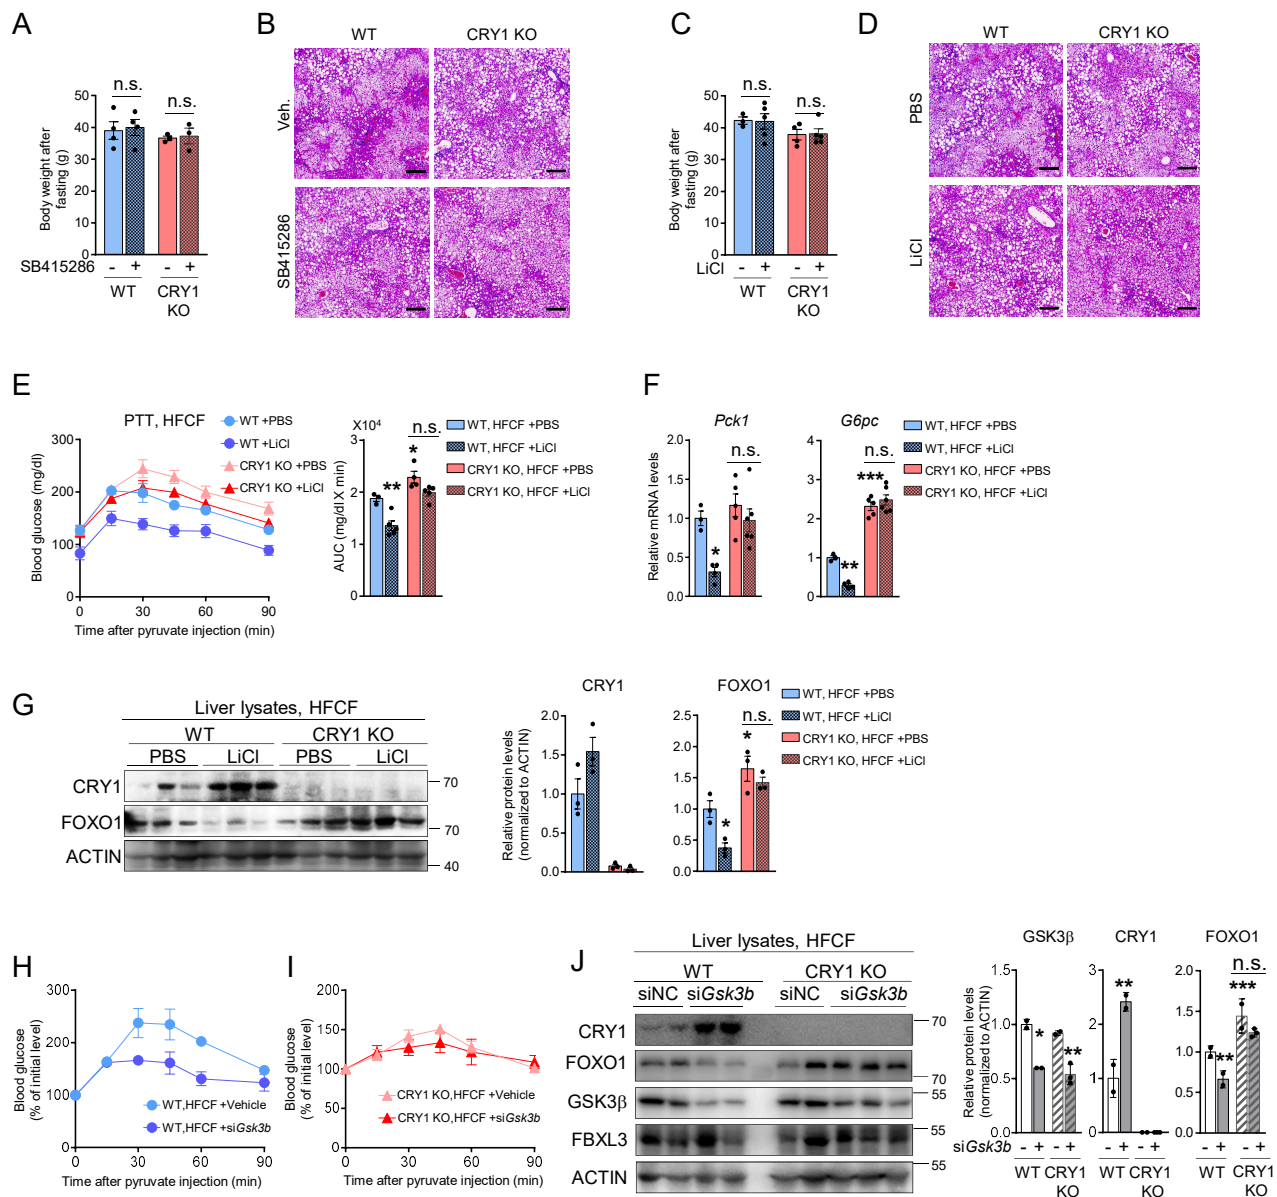 A
n.s.
n.s.
50
40
30
20
10
0
Body weight after
fasting (g)
SB415286 - + - +
WT CRY1
KO
B
WT CRY1 KO
Veh.
SB415286
C
n.s.
n.s.
50
40
30
20
10
0
Body weight after
fasting (g)
LiCl - + - +
WT CRY1
KO
D
WT CRY1 KO
PBS
LiCl
E
PTT, HFCF
300
200
100
0
Blood glucose (mg/dl)
0 30 60 90
Time after pyruvate injection (min)
WT +PBS
WT +LiCl
CRY1 KO +PBS
CRY1 KO +LiCl
X10⁴
3
2
1
0
AUC (mg/dlX min)
**
*
n.s.
WT, HFCF +PBS
WT, HFCF +LiCl
CRY1 KO, HFCF +PBS
CRY1 KO, HFCF +LiCl
F
Pck1
2.0
1.5
1.0
0.5
0.0
Relative mRNA levels
*
n.s.
G6pc
6
4
2
0
**
***
n.s.
WT, HFCF +PBS
WT, HFCF +LiCl
CRY1 KO, HFCF +PBS
CRY1 KO, HFCF +LiCl
G
Liver lysates, HFCF
WT CRY1 KO
PBS LiCl PBS LiCl
CRY1 70
FOXO1 70
ACTIN 40
CRY1
2.0
1.5
1.0
0.5
0.0
Relative protein levels
(normalized to ACTIN)
FOXO1
2.5
2.0
1.5
1.0
0.5
0.0
*
*
n.s.
WT, HFCF +PBS
WT, HFCF +LiCl
CRY1 KO, HFCF +PBS
CRY1 KO, HFCF +LiCl
H
300
200
100
0
Blood glucose
(% of initial level)
WT,HFCF +Vehicle
WT,HFCF +siGsk3b
0 30 60 90
Time after pyruvate injection (min)
I
200
150
100
50
0
Blood glucose
(% of initial level)
CRY1 KO,HFCF +Vehicle
CRY1 KO,HFCF +siGsk3b
0 30 60 90
Time after pyruvate injection (min)
J
Liver lysates, HFCF
WT CRY1 KO
siNC siGsk3b siNC siGsk3b
CRY1 70
FOXO1 70
GSK3β 55
FBXL3 55
ACTIN 55
GSK3β
1.5
1.0
0.5
0.0
Relative protein levels
(normalized to ACTIN)
*
**
siGsk3b - + - +
WT CRY1
KO
CRY1
3
2
1
0
**
- + - +
WT CRY1
KO
FOXO1
2.0
1.5
1.0
0.5
0.0
**
***
n.s.
- + - +
WT CRY1
KO